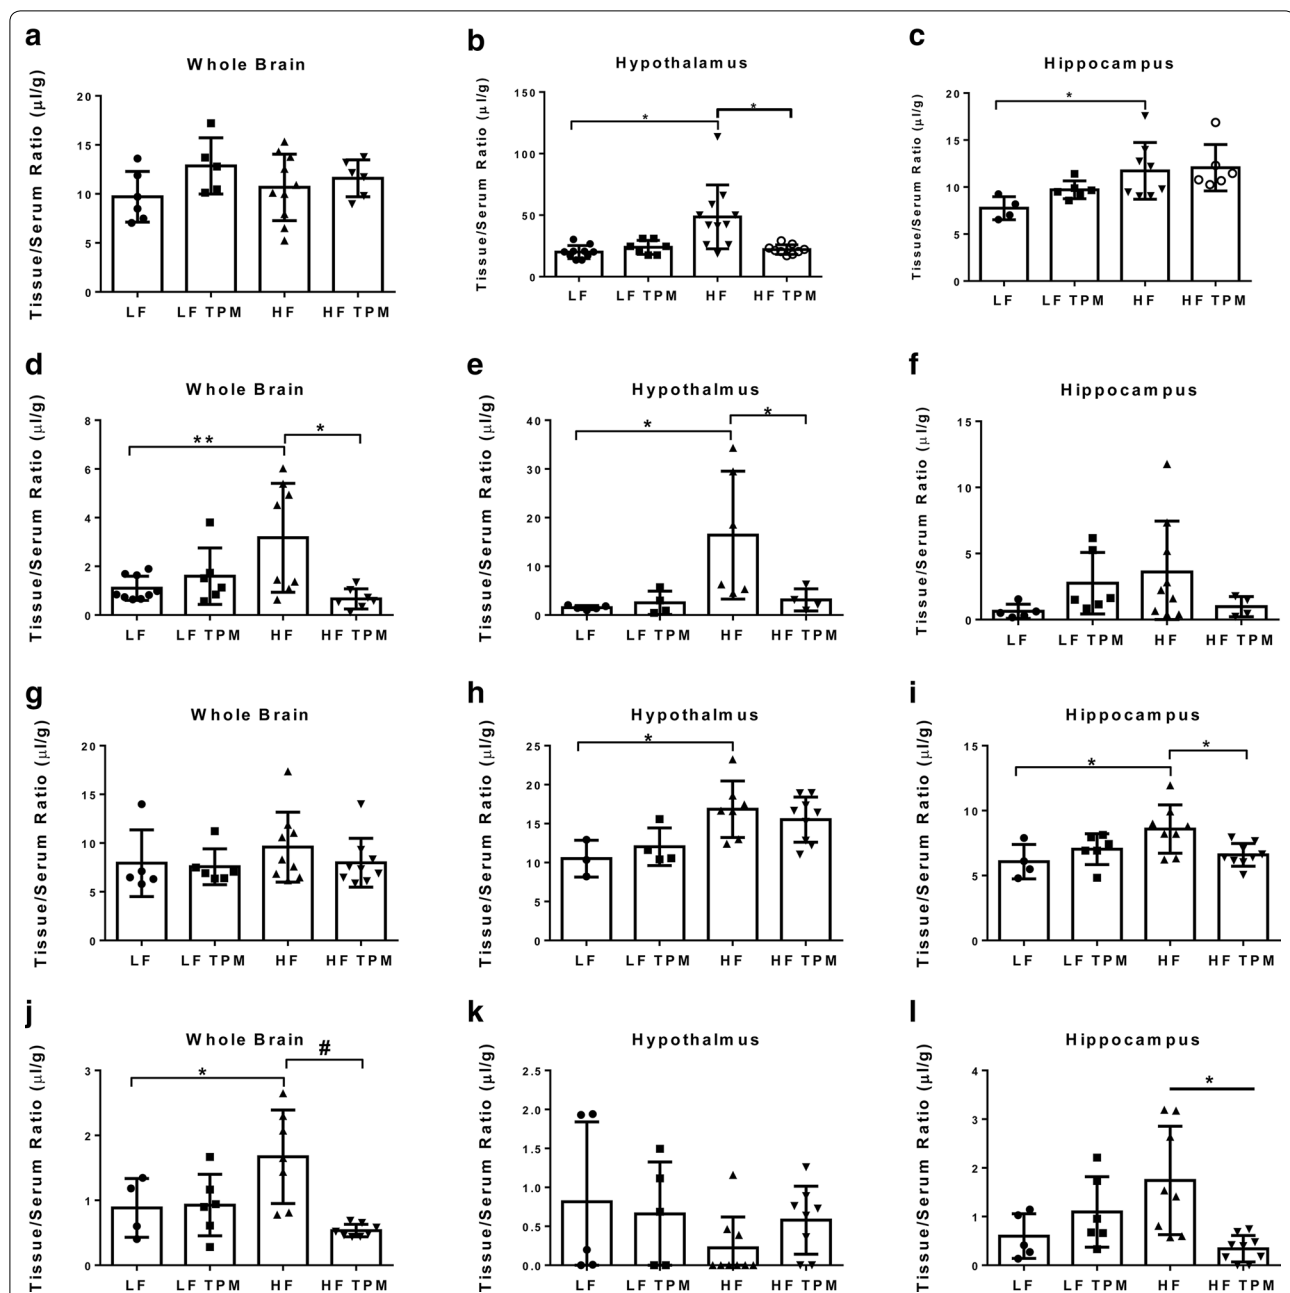 a
Whole Brain
Tissue/Serum Ratio (µl/g)
20
15
10
5
0
LF LF TPM HF HF TPM
b
Hypothalamus
Tissue/Serum Ratio (µl/g)
150
100
50
0
* *
LF LF TPM HF HF TPM
c
Hippocampus
Tissue/Serum Ratio (µl/g)
20
15
10
5
0
*
LF LF TPM HF HF TPM
d
Whole Brain
Tissue/Serum Ratio (µl/g)
8
6
4
2
0
** *
LF LF TPM HF HF TPM
e
Hypothalmus
Tissue/Serum Ratio (µl/g)
40
30
20
10
0
* *
LF LF TPM HF HF TPM
f
Hippocampus
Tissue/Serum Ratio (µl/g)
15
10
5
0
LF LF TPM HF HF TPM
g
Whole Brain
Tissue/Serum Ratio (µl/g)
20
15
10
5
0
LF LF TPM HF HF TPM
h
Hypothalmus
Tissue/Serum Ratio (µl/g)
25
20
15
10
5
0
*
LF LF TPM HF HF TPM
i
Hippocampus
Tissue/Serum Ratio (µl/g)
15
10
5
0
* *
LF LF TPM HF HF TPM
j
Whole Brain
Tissue/Serum Ratio (µl/g)
3
2
1
0
* #
LF LF TPM HF HF TPM
k
Hypothalmus
Tissue/Serum Ratio (µl/g)
2.5
2.0
1.5
1.0
0.5
0.0
LF LF TPM HF HF TPM
l
Hippocampus
Tissue/Serum Ratio (µl/g)
4
3
2
1
0
*
LF LF TPM HF HF TPM